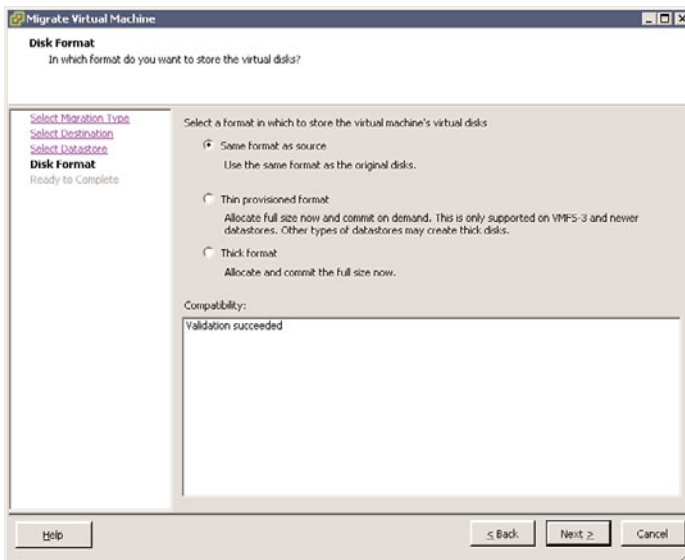 Migrate Virtual Machine
Disk Format
In which format do you want to store the virtual disks?
Select Migration Type
Select Destination
Select Datastore
Disk Format
Ready to Complete
Select a format in which to store the virtual machine's virtual disks
Same format as source
Use the same format as the original disks.
Thin provisioned format
Allocate full size now and commit on demand. This is only supported on VMFS-3 and newer
datastores. Other types of datastores may create thick disks.
Thick format
Allocate and commit the full size now.
Compatibility:
Validation succeeded
Help
< Back
Next >
Cancel